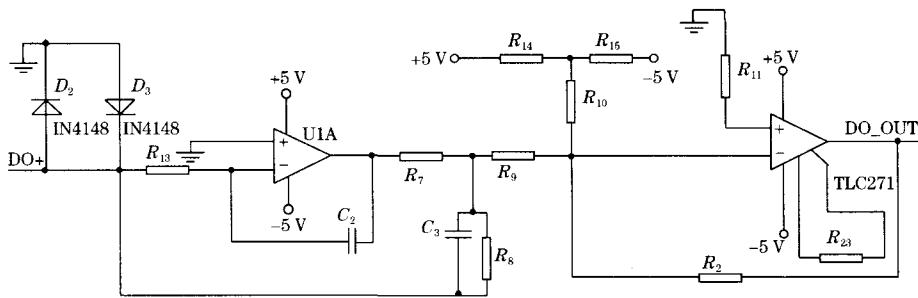 R14
R15
+5 V
-5 V
R10
R11
+5 V
D2
D3
IN4148
IN4148
+5 V
U1A
DO+
R13
+
−
-5 V
R7
R9
+
−
DO_OUT
TLC271
C2
C3
R8
-5 V
R23
R2